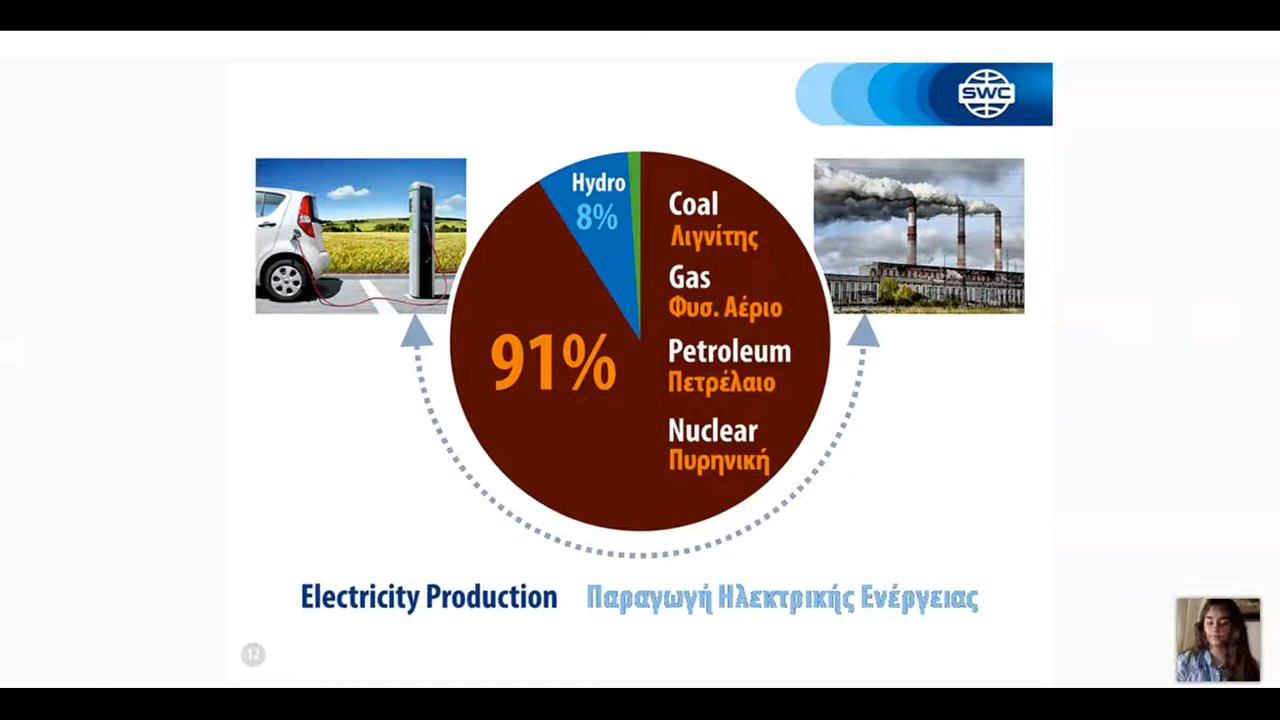 SWC
Hydro
8%
91%
Coal
Λιγνίτης
Gas
Φυσ. Αέριο
Petroleum
Πετρέλαιο
Nuclear
Πυρηνική
Electricity Production Παραγωγή Ηλεκτρικής Ενέργειας
12